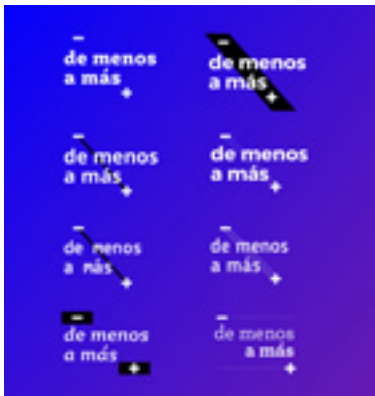 −
de menos
a más
+
−
de menos
a más
+
−
de menos
a más
+
−
de menos
a más
+
−
de menos
a más
+
−
de menos
a más
+
−
de menos
a más
+
−
de menos
a más
+